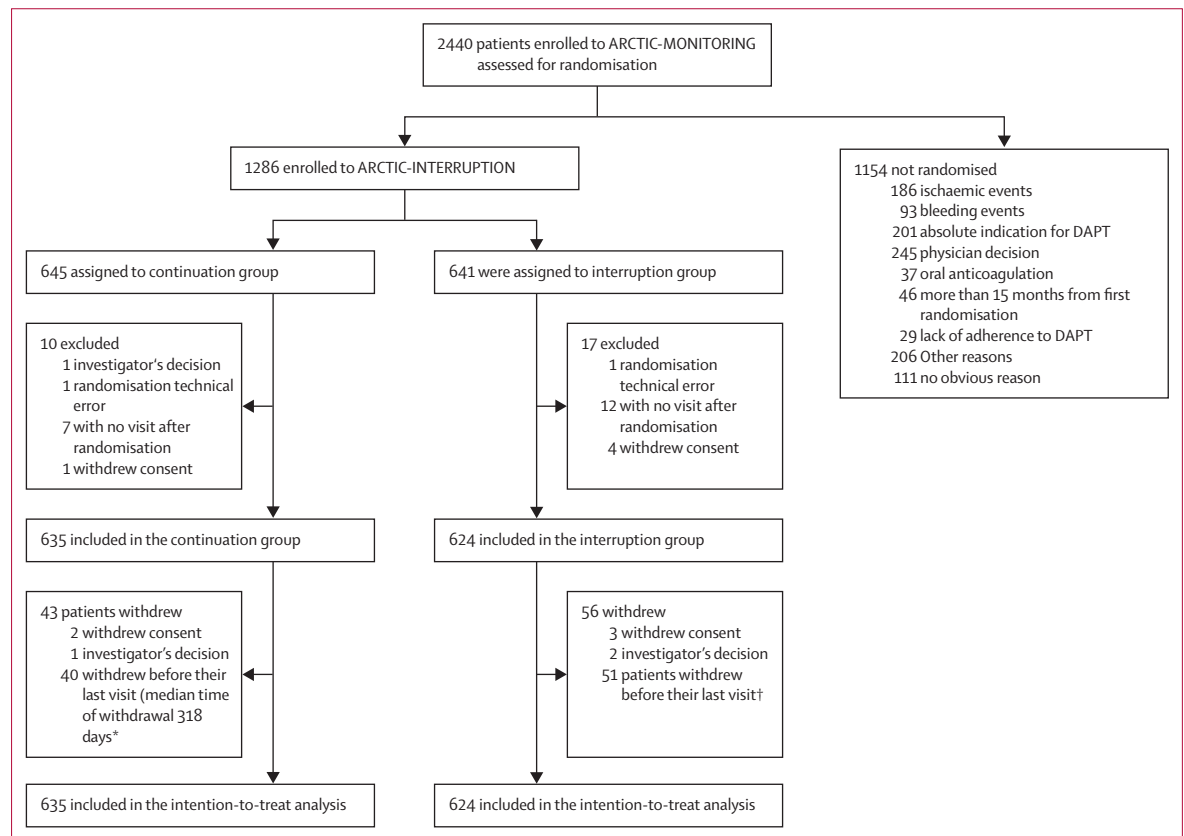 2440 patients enrolled to ARCTIC-MONITORING
assessed for randomisation
1286 enrolled to ARCTIC-INTERRUPTION
1154 not randomised
186 ischaemic events
93 bleeding events
201 absolute indication for DAPT
245 physician decision
37 oral anticoagulation
46 more than 15 months from first
randomisation
29 lack of adherence to DAPT
206 Other reasons
111 no obvious reason
645 assigned to continuation group
641 were assigned to interruption group
10 excluded
1 investigator's decision
1 randomisation technical
error
7 with no visit after
randomisation
1 withdrew consent
17 excluded
1 randomisation
technical error
12 with no visit after
randomisation
4 withdrew consent
635 included in the continuation group
624 included in the interruption group
43 patients withdrew
2 withdrew consent
1 investigator's decision
40 withdrew before their
last visit (median time
of withdrawal 318
days*
56 withdrew
3 withdrew consent
2 investigator's decision
51 patients withdrew
before their last visit†
635 included in the intention-to-treat analysis
624 included in the intention-to-treat analysis